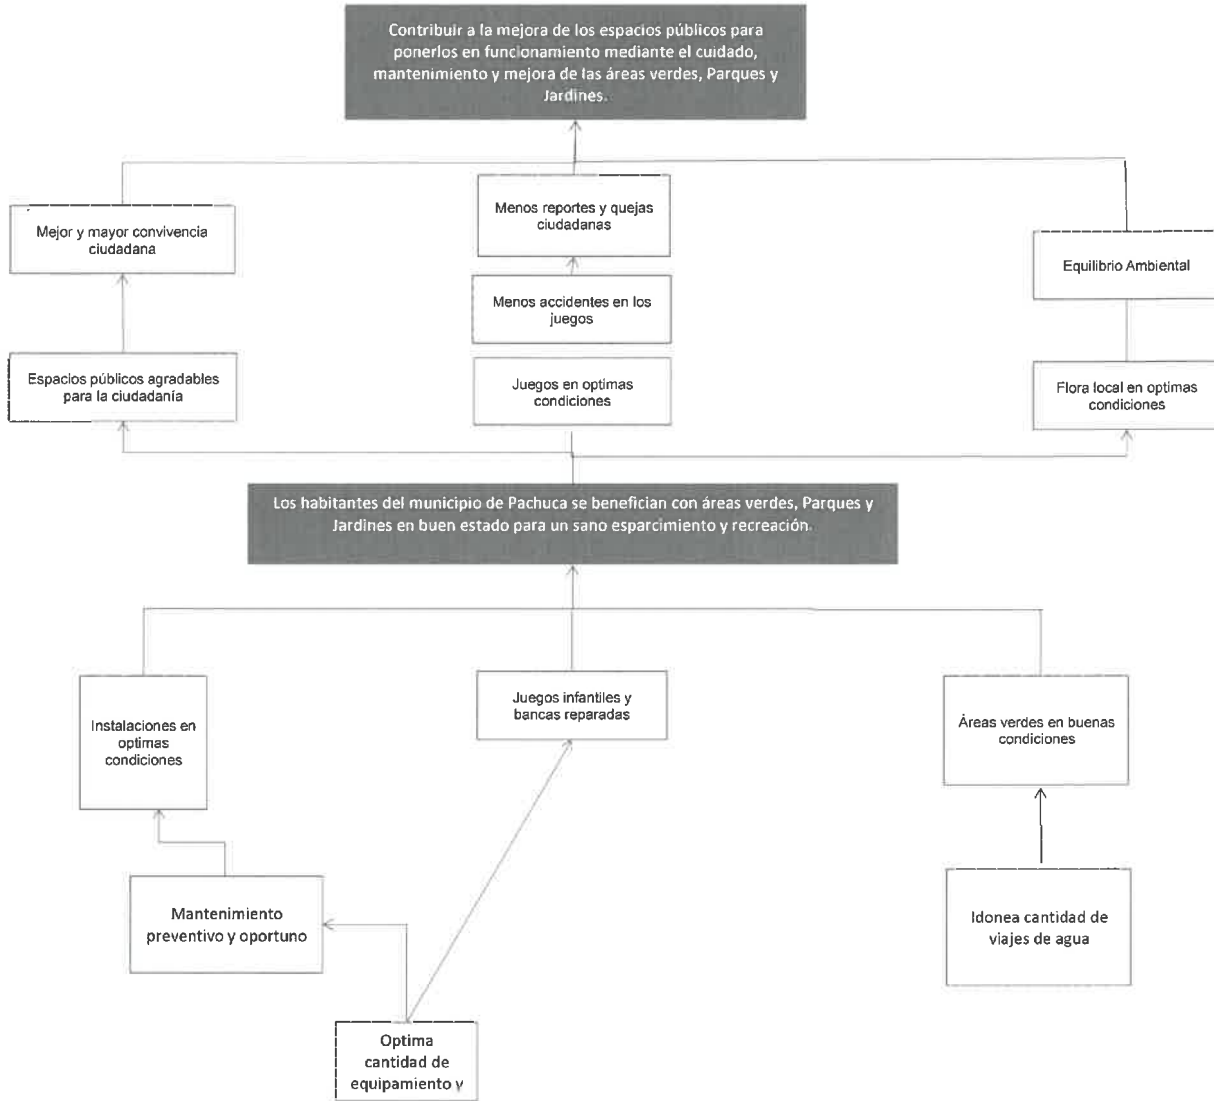 Contribuir a la mejora de los espacios públicos para
ponerlos en funcionamiento mediante el cuidado,
mantenimiento y mejora de las áreas verdes, Parques y
Jardines.
Mejor y mayor convivencia
ciudadana
Menos reportes y quejas
ciudadanas
Equilibrio Ambiental
Menos accidentes en los
juegos
Espacios públicos agradables
para la ciudadanía
Juegos en optimas
condiciones
Flora local en optimas
condiciones
Los habitantes del municipio de Pachuca se benefician con áreas verdes, Parques y
Jardines en buen estado para un sano esparcimiento y recreación.
Instalaciones en
optimas
condiciones
Juegos infantiles y
bancas reparadas
Áreas verdes en buenas
condiciones
Mantenimiento
preventivo y oportuno
Idonea cantidad de
viajes de agua
Optima
cantidad de
equipamiento y